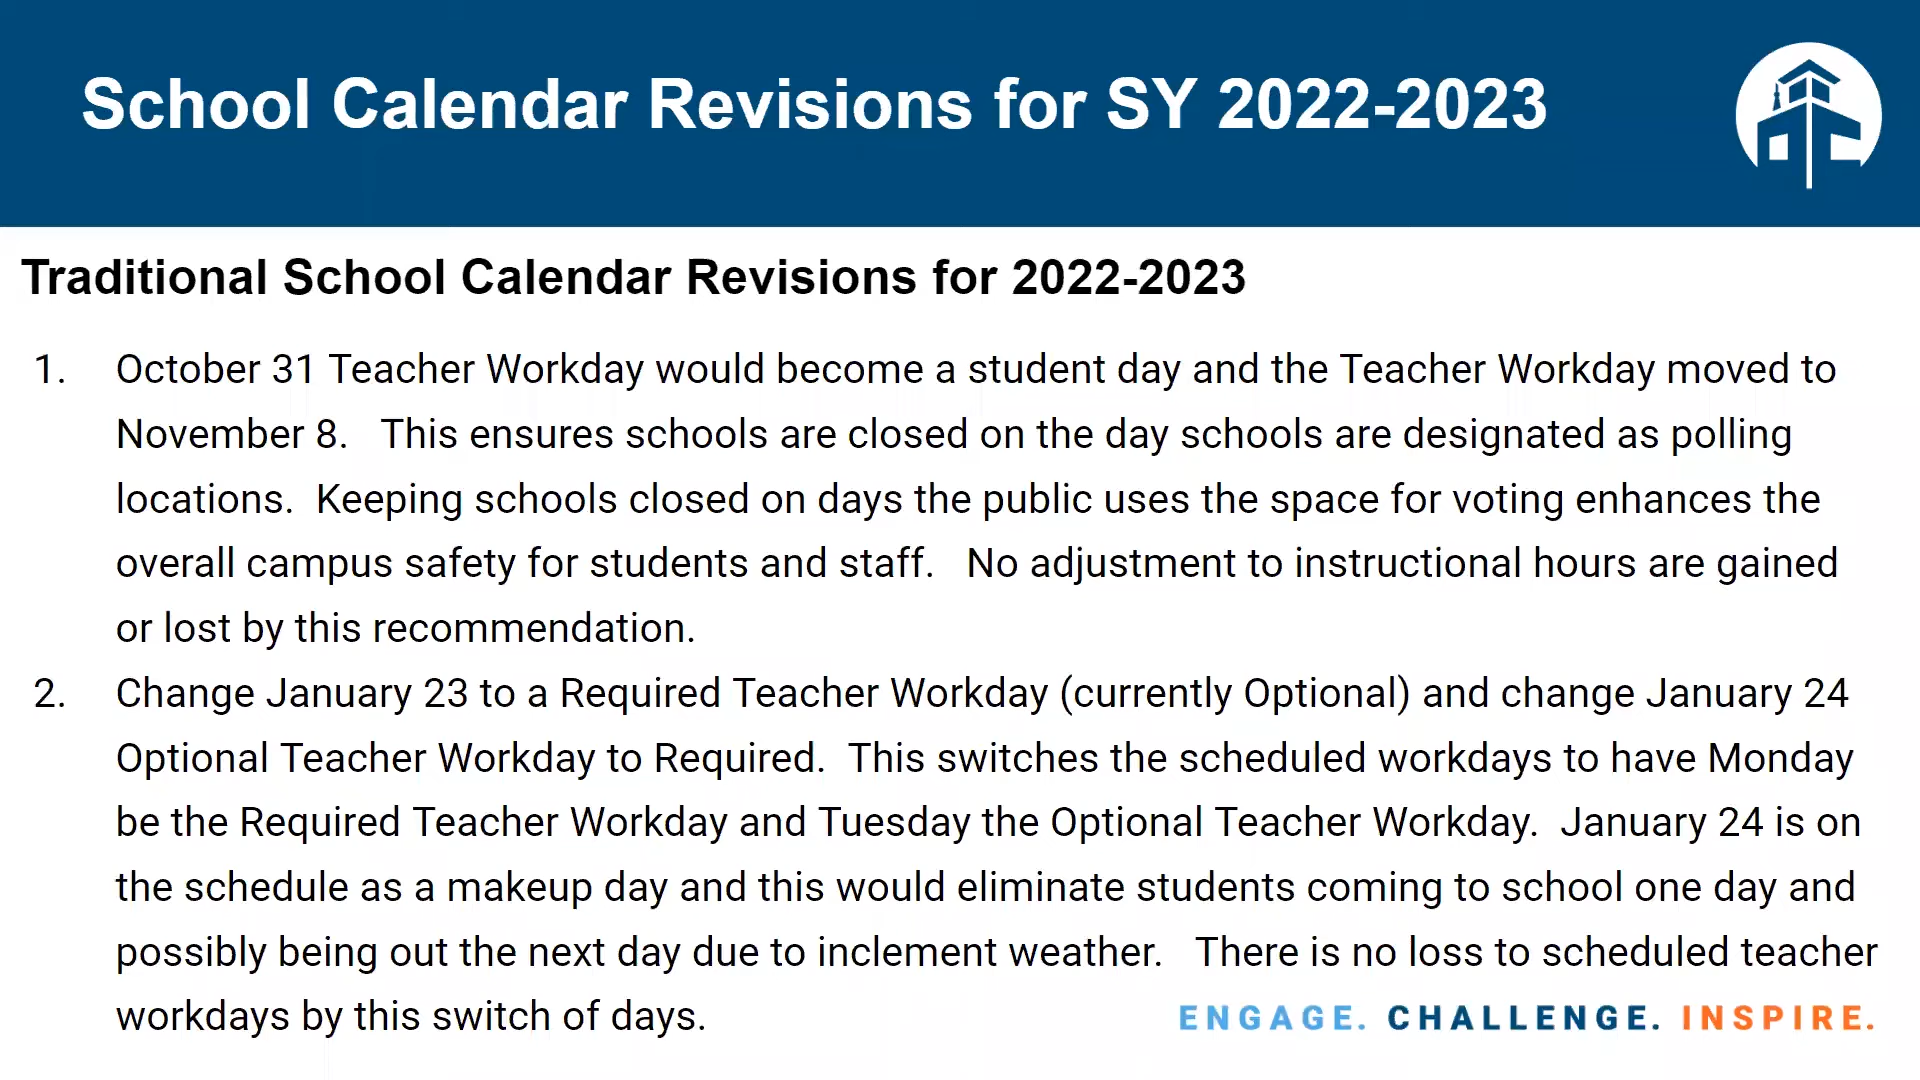 School Calendar Revisions for SY 2022-2023
Traditional School Calendar Revisions for 2022-2023
1. October 31 Teacher Workday would become a student day and the Teacher Workday moved to
November 8. This ensures schools are closed on the day schools are designated as polling
locations. Keeping schools closed on days the public uses the space for voting enhances the
overall campus safety for students and staff. No adjustment to instructional hours are gained
or lost by this recommendation.
2. Change January 23 to a Required Teacher Workday (currently Optional) and change January 24
Optional Teacher Workday to Required. This switches the scheduled workdays to have Monday
be the Required Teacher Workday and Tuesday the Optional Teacher Workday. January 24 is on
the schedule as a makeup day and this would eliminate students coming to school one day and
possibly being out the next day due to inclement weather. There is no loss to scheduled teacher
workdays by this switch of days.
ENGAGE. CHALLENGE. INSPIRE.